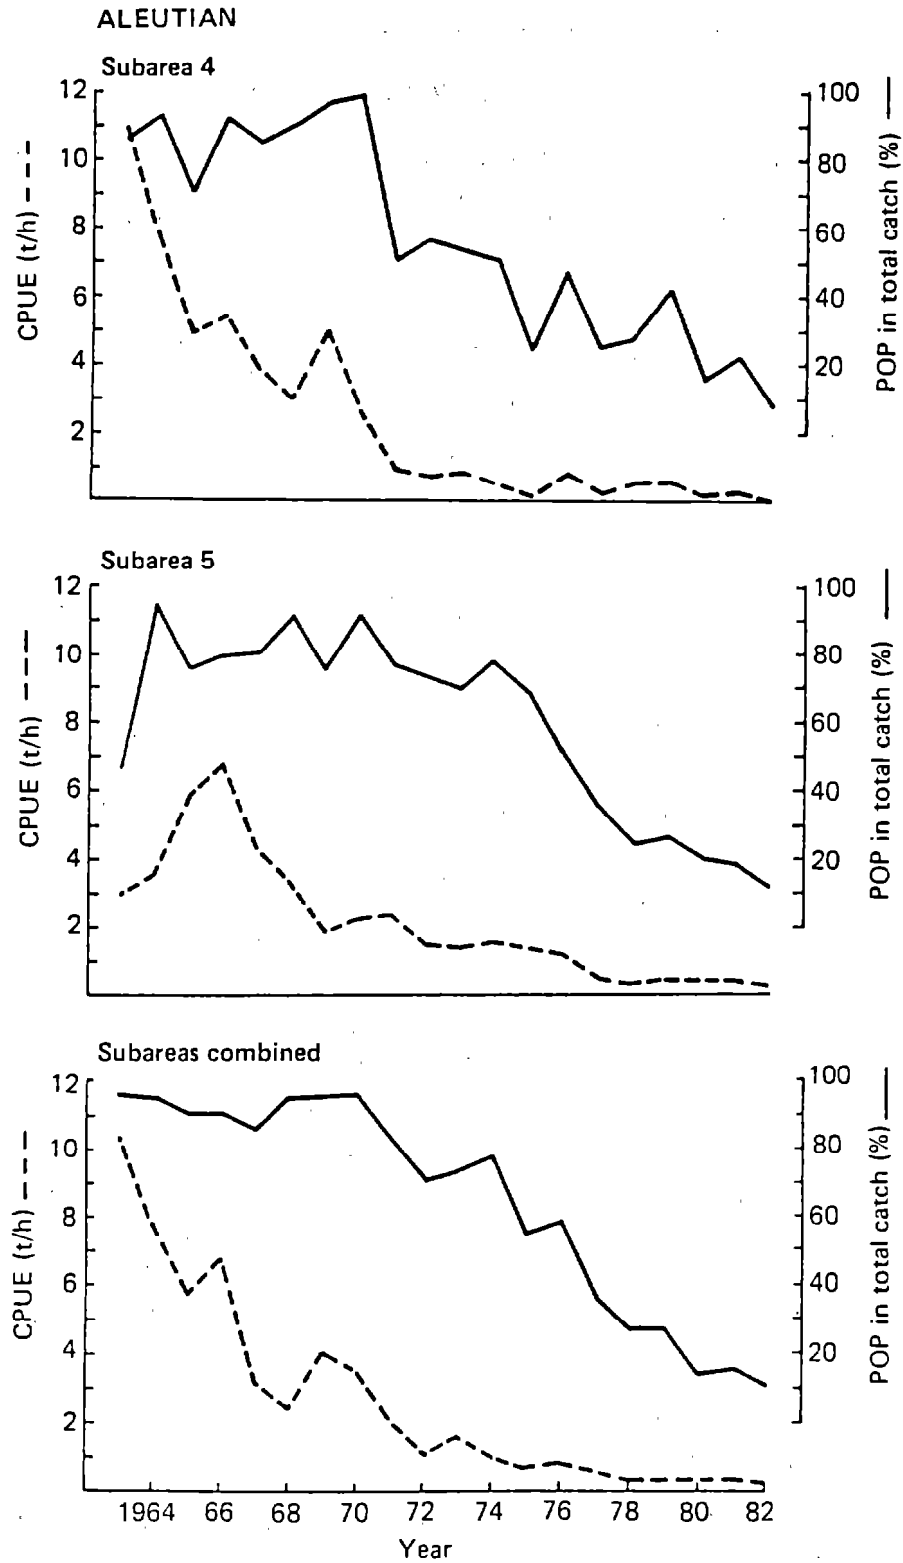 ALEUTIAN
Subarea 4
12
10
8
6
4
2
CPUE (t/h)
100
80
60
40
20
POP in total catch (%)
Subarea 5
12
10
8
6
4
2
CPUE (t/h)
100
80
60
40
20
POP in total catch (%)
Subareas combined
12
10
8
6
4
2
CPUE (t/h)
100
80
60
40
20
POP in total catch (%)
1964 66 68 70 72 74 76 78 80 82
Year